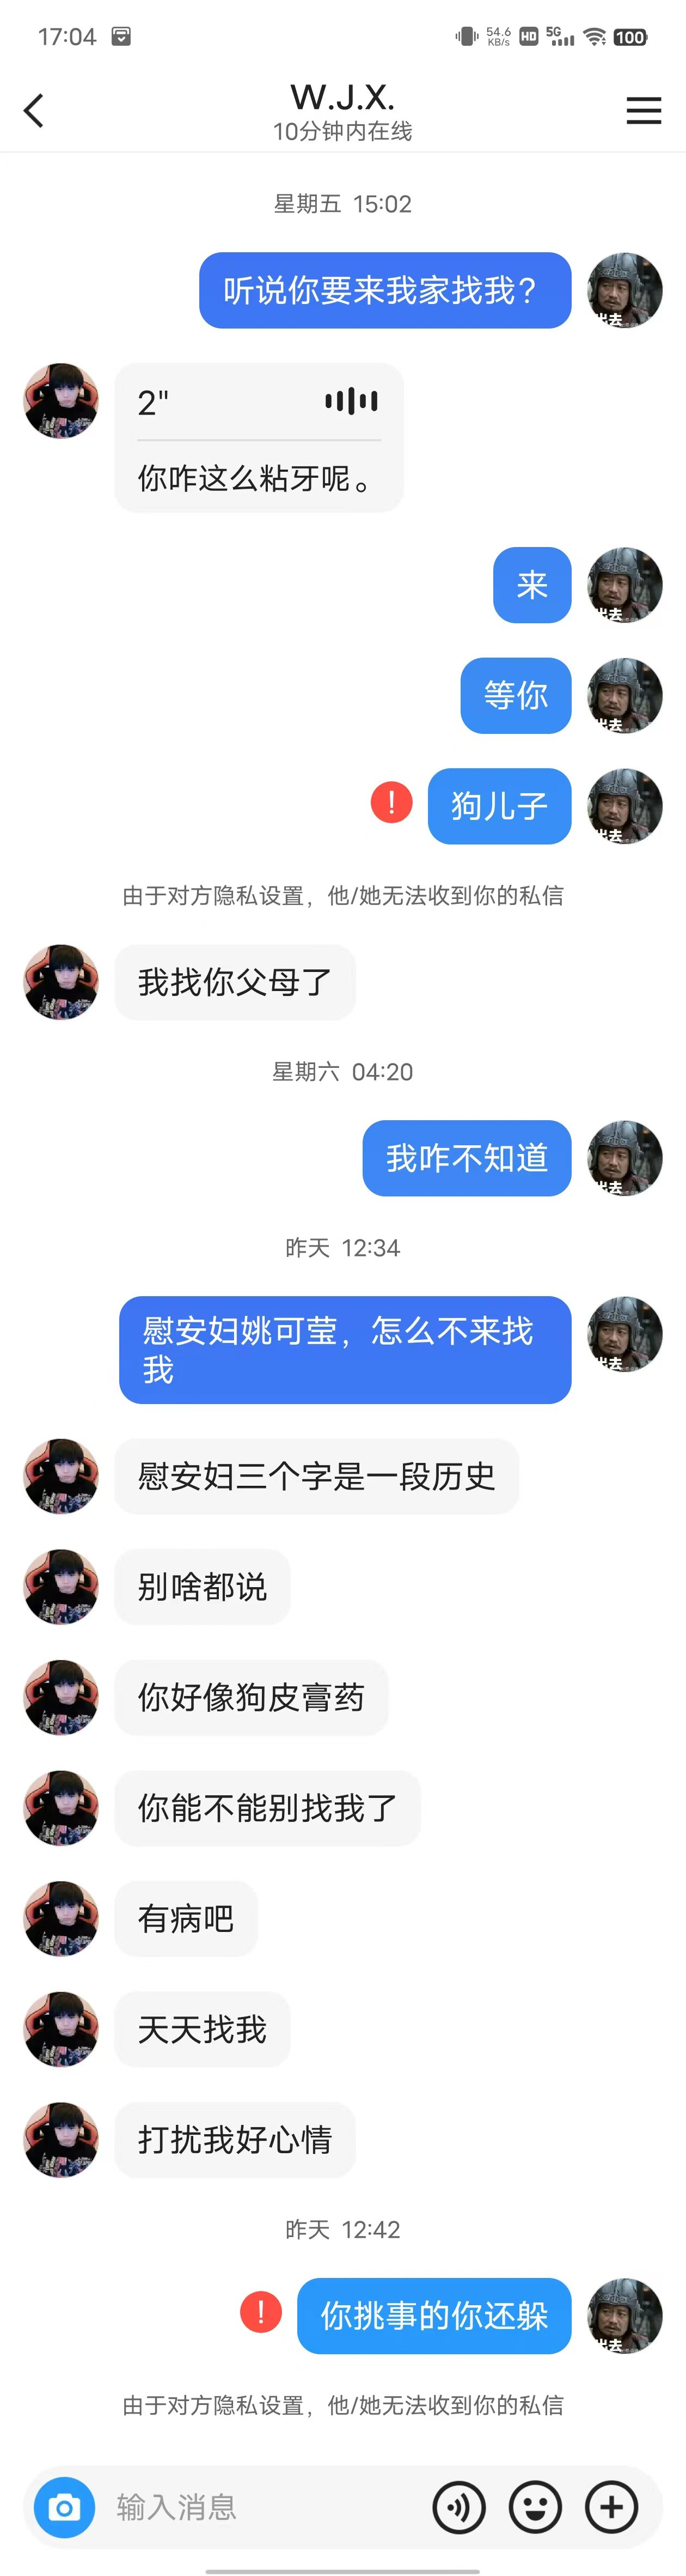 17:04
54.6
KB/s
HD
5G
100
W.J.X.
10分钟内在线
星期五 15:02
听说你要来我家找我？
2"
你咋这么粘牙呢。
来
等你
狗儿子
由于对方隐私设置，他/她无法收到你的私信
我找你父母了
星期六 04:20
我咋不知道
昨天 12:34
慰安妇姚可莹，怎么不来找
我
慰安妇三个字是一段历史
别啥都说
你好像狗皮膏药
你能不能别找我了
有病吧
天天找我
打扰我好心情
昨天 12:42
你挑事的你还躲
由于对方隐私设置，他/她无法收到你的私信
输入消息